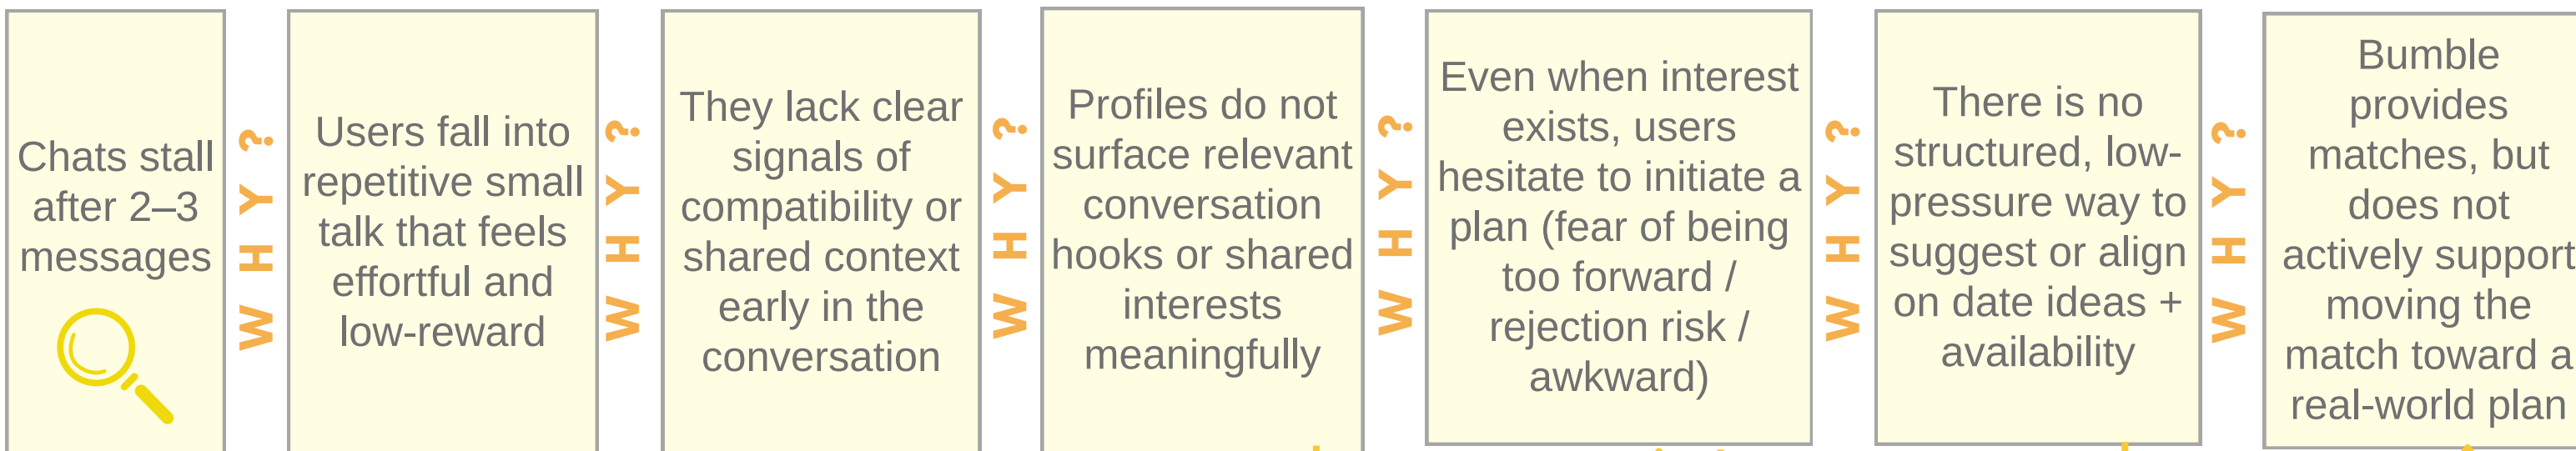 Chats stall
after 2–3
messages
WHY?
Users fall into
repetitive small
talk that feels
effortful and
low-reward
WHY?
They lack clear
signals of
compatibility or
shared context
early in the
conversation
WHY?
Profiles do not
surface relevant
conversation
hooks or shared
interests
meaningfully
WHY?
Even when interest
exists, users
hesitate to initiate a
plan (fear of being
too forward /
rejection risk /
awkward)
WHY?
There is no
structured, low-
pressure way to
suggest or align
on date ideas +
availability
WHY?
Bumble
provides
matches, but
does not
actively support
moving the
match toward a
real-world plan